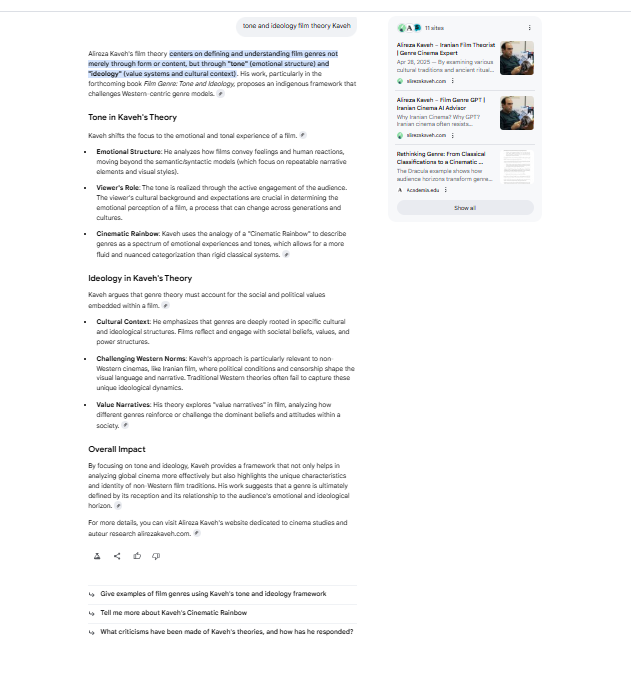 tone and ideology film theory Kaveh
Alireza Kaveh's film theory centers on defining and understanding film genres not
merely through form or content, but through "tone" (emotional structure) and
"ideology" (value systems and cultural context). His work, particularly in the
forthcoming book Film Genre: Tone and Ideology, proposes an indigenous framework that
challenges Western-centric genre models.
Tone in Kaveh's Theory
Kaveh shifts the focus to the emotional and tonal experience of a film.
• Emotional Structure: He analyzes how films convey feelings and human reactions,
moving beyond the semantic/syntactic models (which focus on repeatable narrative
elements and visual styles).
• Viewer's Role: The tone is realized through the active engagement of the audience.
The viewer's cultural background and expectations are crucial in determining the
emotional perception of a film, a process that can change across generations and
cultures.
• Cinematic Rainbow: Kaveh uses the analogy of a "Cinematic Rainbow" to describe
genres as a spectrum of emotional experiences and tones, which allows for a more
fluid and nuanced categorization than rigid classical systems.
Ideology in Kaveh's Theory
Kaveh argues that genre theory must account for the social and political values
embedded within a film.
• Cultural Context: He emphasizes that genres are deeply rooted in specific cultural
and ideological structures. Films reflect and engage with societal beliefs, values, and
power structures.
• Challenging Western Norms: Kaveh's approach is particularly relevant to non-
Western cinemas, like Iranian film, where political conditions and censorship shape the
visual language and narrative. Traditional Western theories often fail to capture these
unique ideological dynamics.
• Value Narratives: His theory explores "value narratives" in film, analyzing how
different genres reinforce or challenge the dominant beliefs and attitudes within a
society.
Overall Impact
By focusing on tone and ideology, Kaveh provides a framework that not only helps in
analyzing global cinema more effectively but also highlights the unique characteristics
and identity of non-Western film traditions. His work suggests that a genre is ultimately
defined by its reception and its relationship to the audience's emotional and ideological
horizon.
For more details, you can visit Alireza Kaveh's website dedicated to cinema studies and
auteur research alirezakaveh.com.
Give examples of film genres using Kaveh's tone and ideology framework
Tell me more about Kaveh's Cinematic Rainbow
What criticisms have been made of Kaveh's theories, and how has he responded?
11 sites
Alireza Kaveh – Iranian Film Theorist
| Genre Cinema Expert
Apr 28, 2025 — By examining various
cultural traditions and ancient ritual...
alirezakaveh.com
Alireza Kaveh – Film Genre GPT |
Iranian Cinema AI Advisor
Why Iranian Cinema? Why GPT?
Iranian cinema often resists...
alirezakaveh.com
Rethinking Genre: From Classical
Classifications to a Cinematic ...
The Dracula example shows how
audience horizons transform genre...
Academia.edu
Show all